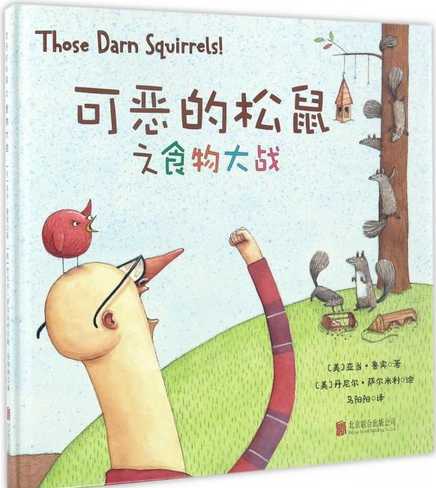 Those Darn Squirrels!
可恶的松鼠
之食物大战
(美)亚当·鲁宾 著
(美)丹尼尔·萨尔米利 绘
马阳阳 译
北京联合出版公司